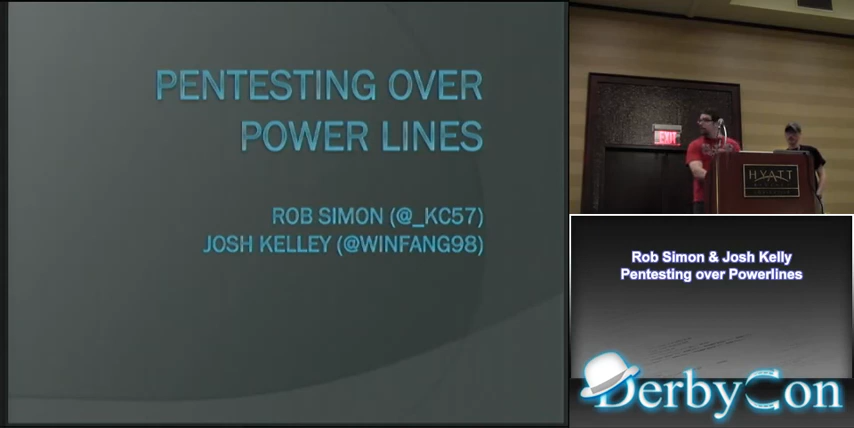 PENTESTING OVER
POWER LINES
ROB SIMON (@_KC57)
JOSH KELLEY (@WINFANG98)
EXIT
HYATT
Rob Simon & Josh Kelly
Pentesting over Powerlines
DerbyCon